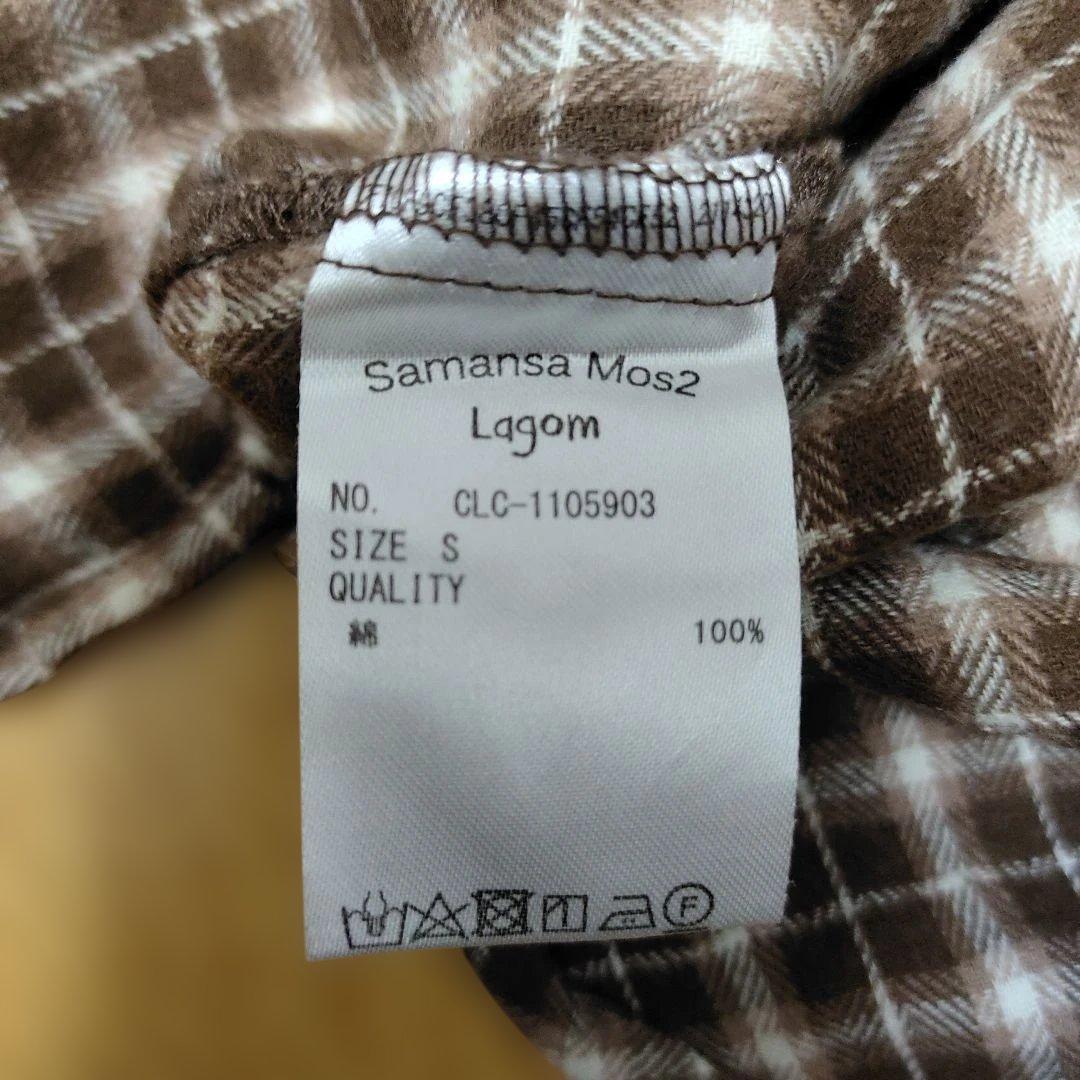 Samansa Mos2
Lagom
NO. CLC-1105903
SIZE S
QUALITY
綿 100%
F